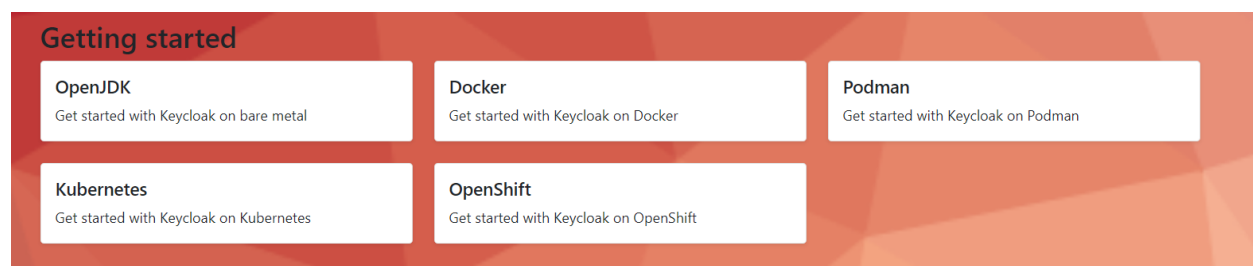 Getting started
OpenJDK
Get started with Keycloak on bare metal
Docker
Get started with Keycloak on Docker
Podman
Get started with Keycloak on Podman
Kubernetes
Get started with Keycloak on Kubernetes
OpenShift
Get started with Keycloak on OpenShift